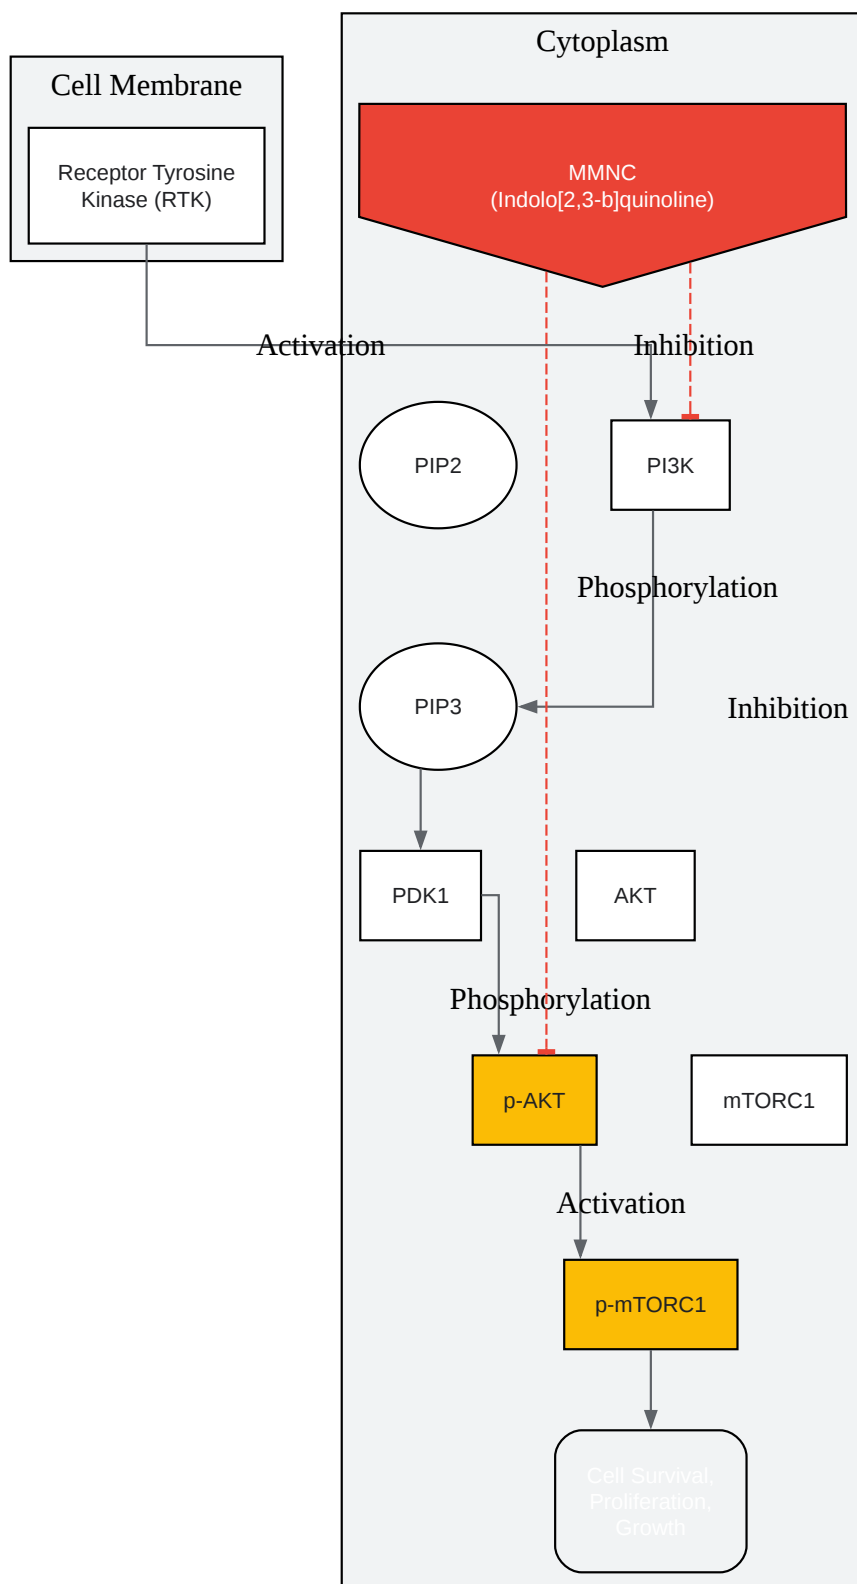 Cytoplasm
Cell Membrane
Receptor Tyrosine
Kinase (RTK)
MMNC
(Indolo[2,3-b]quinoline)
Activation
Inhibition
PIP2
PI3K
Phosphorylation
PIP3
Inhibition
PDK1
AKT
Phosphorylation
p-AKT
mTORC1
Activation
p-mTORC1
Cell Survival,
Proliferation,
Growth